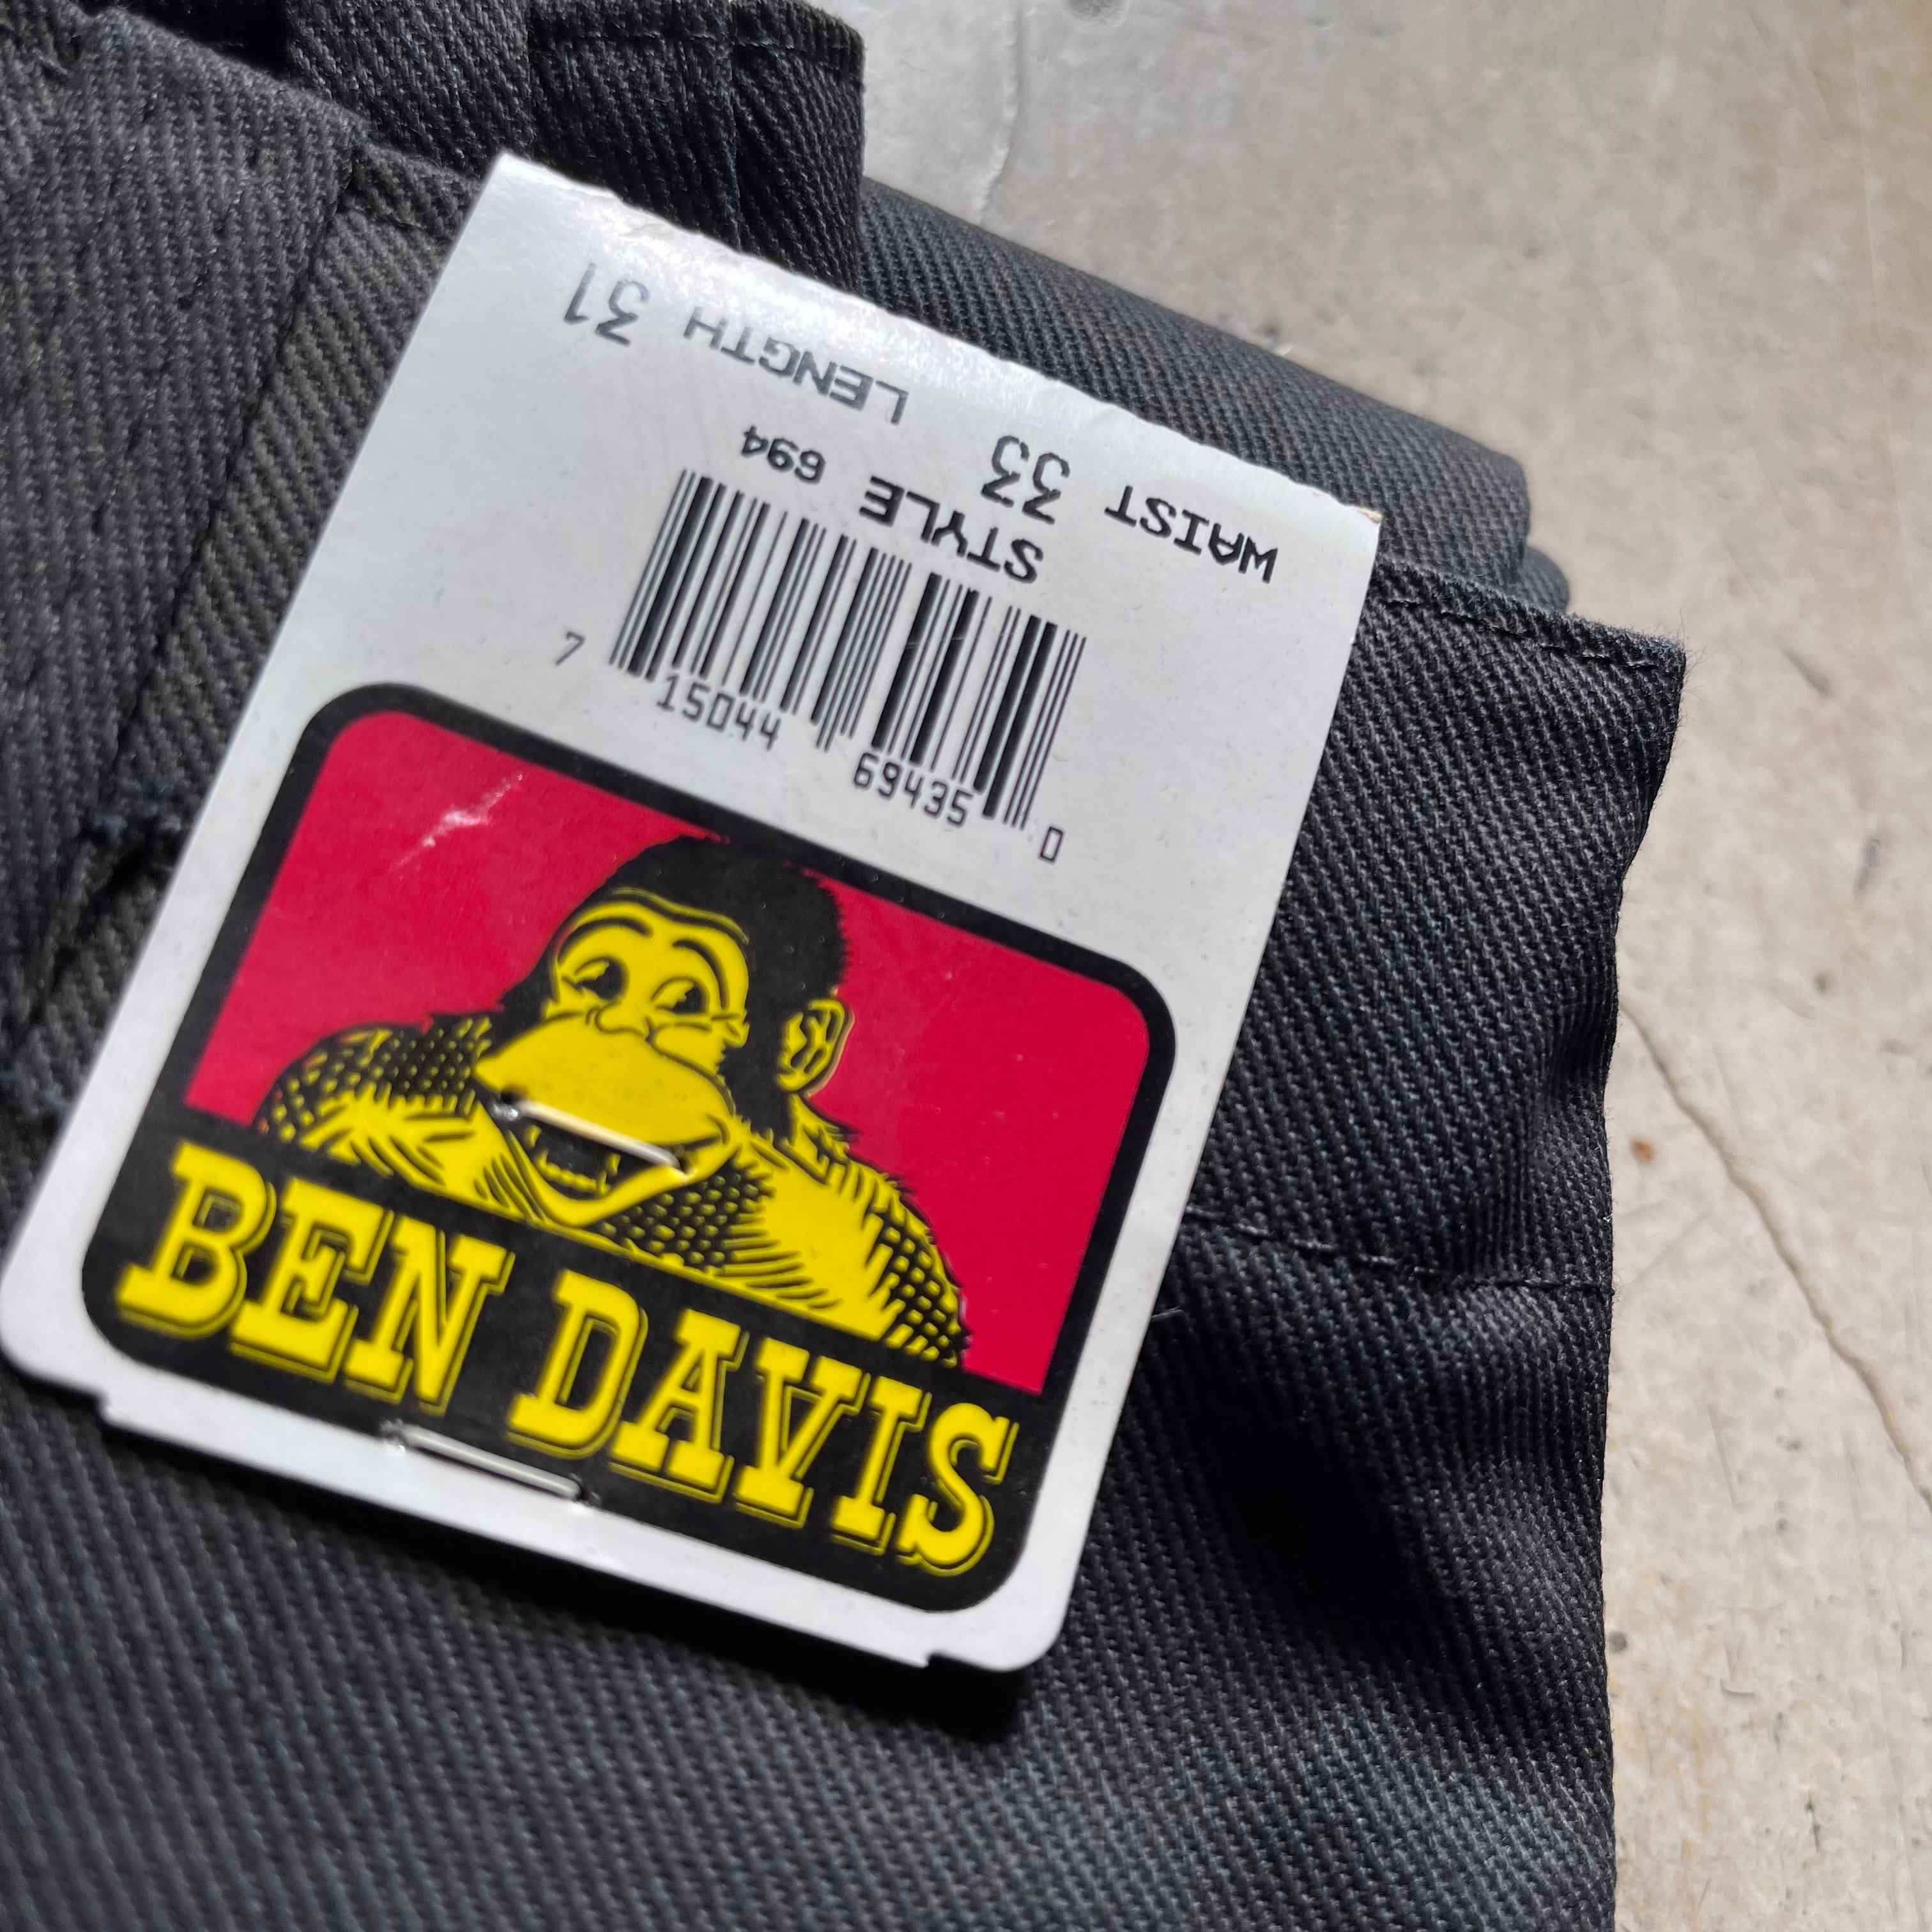 WAIST 33 LENGTH 31
STYLE 694
7 15044 69435 0
BEN DAVIS